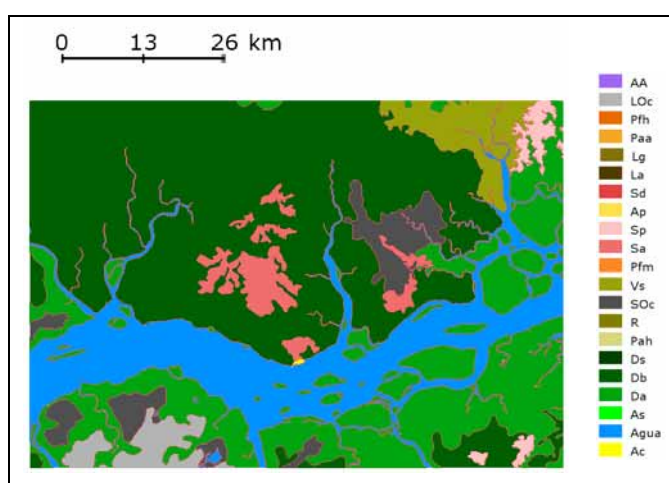 0 13 26 km
AA
LOc
Pfh
Paa
Lg
La
Sd
Ap
Sp
Sa
Pfm
Vs
SOc
R
Pah
Ds
Db
Da
As
Agua
Ac